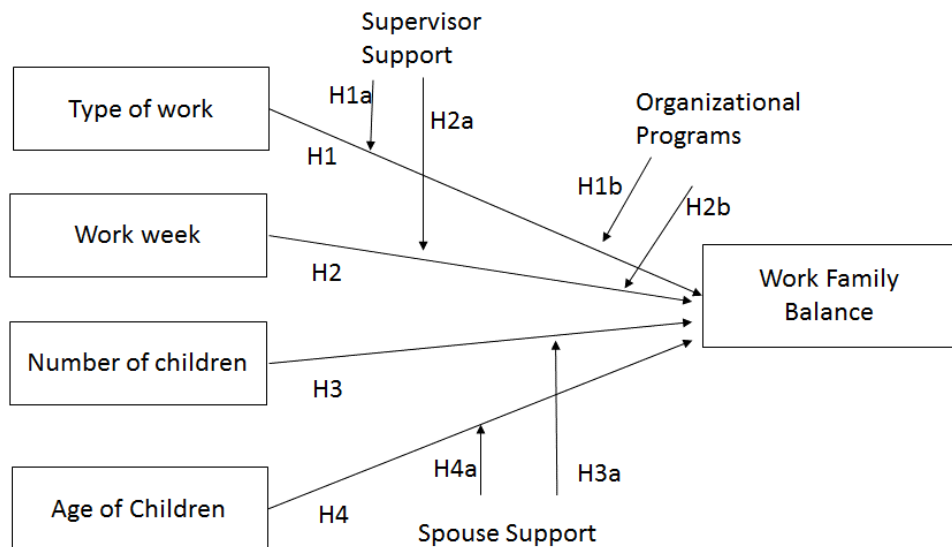 Supervisor
Support
Type of work
H1a
H2a
Organizational
Programs
H1
H1b
H2b
Work week
H2
Work Family
Balance
Number of children
H3
H4a
H3a
Age of Children
H4
Spouse Support